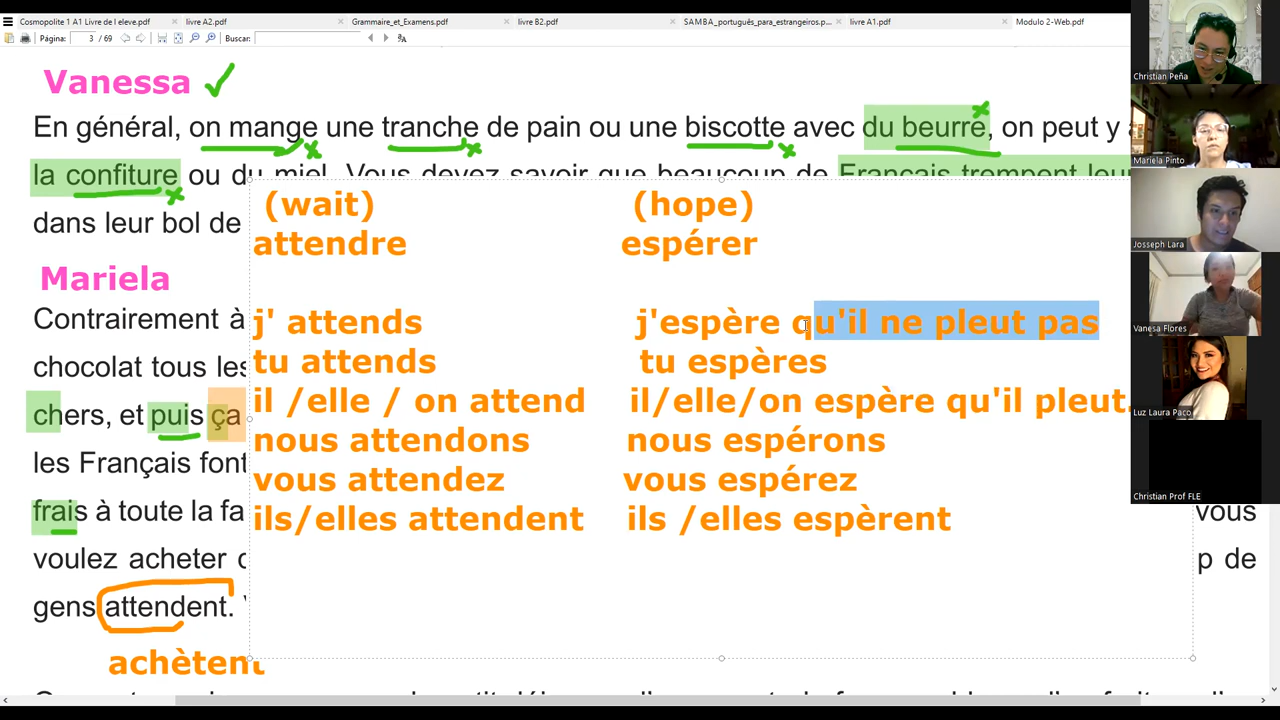 Cosmopolite 1 A1 Livre de l eleve.pdf × livre A2.pdf × Grammaire_et_Examens.pdf × livre B2.pdf × SAMBA_português_para_estrangeiros.p... × livre A1.pdf × Modulo 2-Web.pdf
Página: 3 / 69 Buscar:
Vanessa
En général, on mange une tranche de pain ou une biscotte avec du beurre, on peut y
la confiture ou du miel. Vous devez savoir que beaucoup de Français trempent leur
dans leur bol de
(wait) (hope)
attendre espérer
Mariela
Contrairement à
j' attends j'espère qu'il ne pleut pas
chocolat tous les
tu attends tu espères
chers, et puis ça
il /elle / on attend il/elle/on espère qu'il pleut.
nous attendons nous espérons
les Français font
vous attendez vous espérez
frais à toute la fa
ils/elles attendent ils /elles espèrent
vous
voulez acheter
p de
gens attendent.
achètent
Christian Peña
Mariela Pinto
Josseph Lara
Vanesa Flores
Luz Laura Paco
Christian Prof FLE